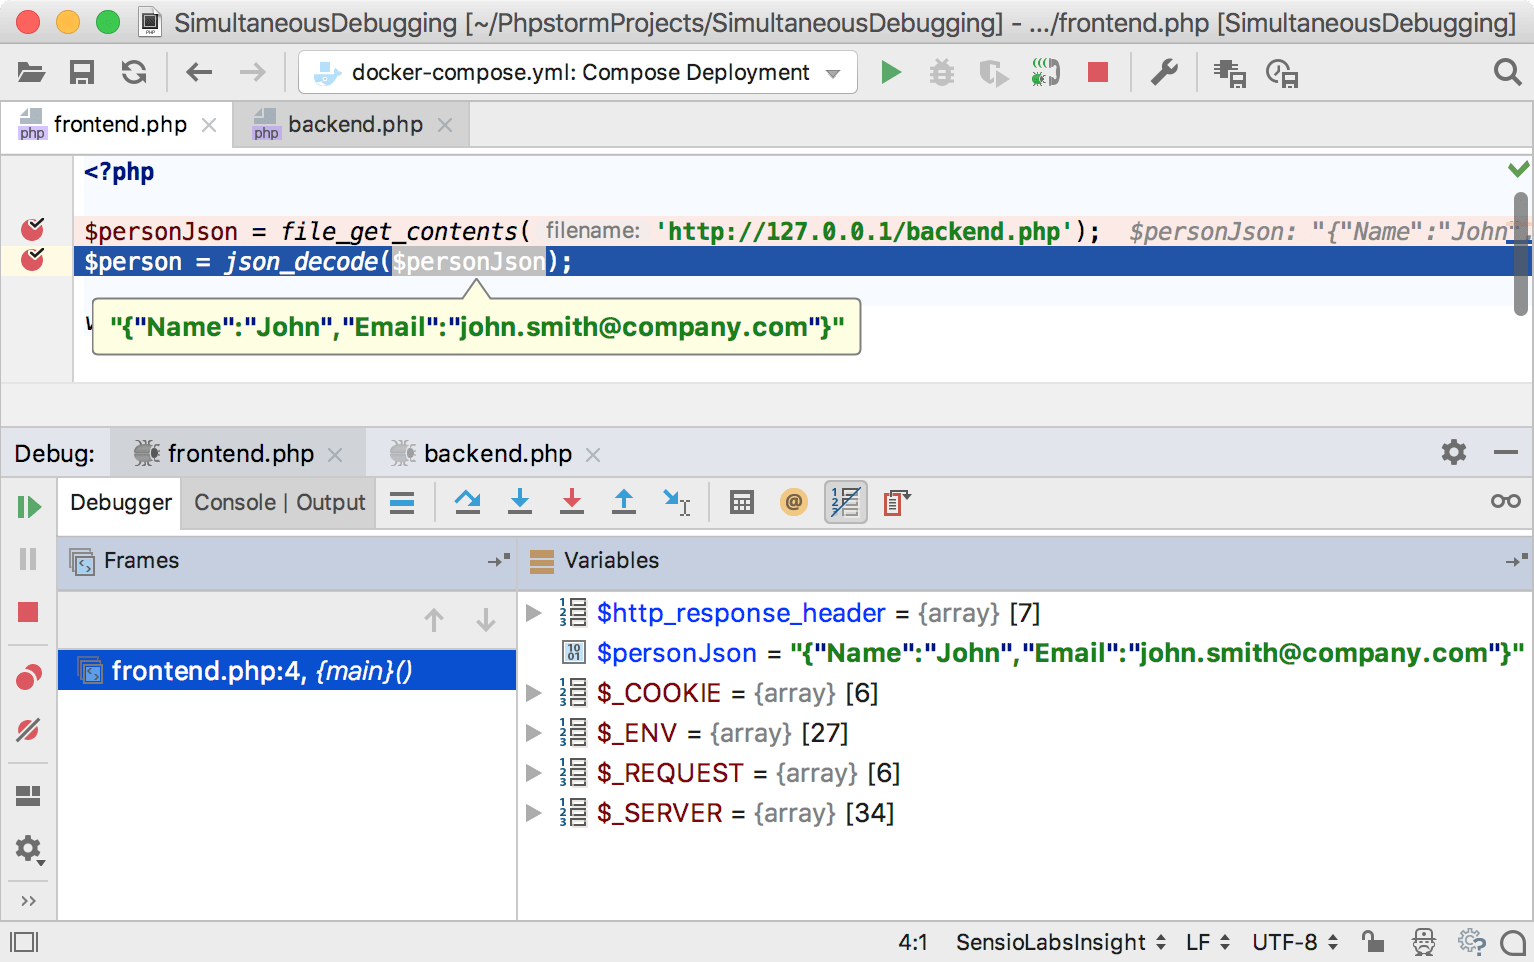 SimultaneousDebugging [~/PhpstormProjects/SimultaneousDebugging] - .../frontend.php [SimultaneousDebugging]
docker-compose.yml: Compose Deployment
php frontend.php php backend.php
<?php
$personJson = file_get_contents( filename: 'http://127.0.0.1/backend.php'); $personJson: "{"Name":"John",
$person = json_decode($personJson);
"{"Name":"John","Email":"john.smith@company.com"}"
Debug: frontend.php backend.php
Debugger Console | Output
Frames Variables
$http_response_header = {array} [7]
$personJson = "{"Name":"John","Email":"john.smith@company.com"}"
frontend.php:4, {main}()
$_COOKIE = {array} [6]
$_ENV = {array} [27]
$_REQUEST = {array} [6]
$_SERVER = {array} [34]
4:1 SensioLabsInsight LF UTF-8